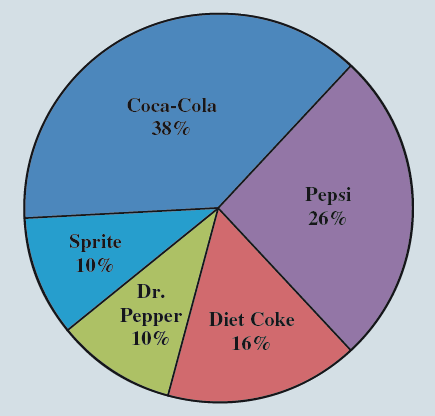 Coca-Cola
38%
Pepsi
26%
Sprite
10%
Dr.
Pepper
10%
Diet Coke
16%